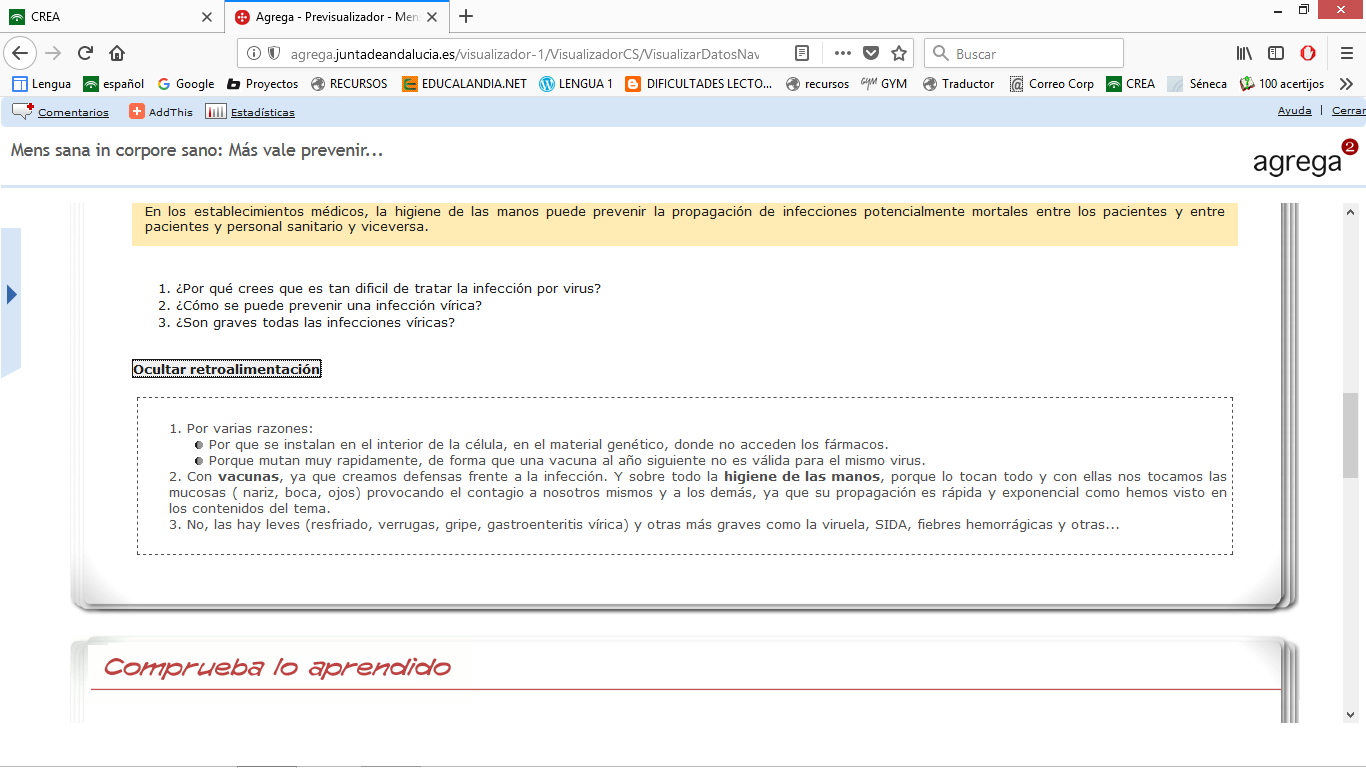 CREA
Agrega - Previsualizador - Men
agrega.juntadeandalucia.es/visualizador-1/VisualizadorCS/VisualizarDatosNav
Buscar
Lengua español Google Proyectos RECURSOS EDUCALANDIA.NET LENGUA 1 DIFICULTADES LECTO... recursos GYM GYM Traductor Correo Corp CREA Séneca 100 acertijos
Comentarios AddThis Estadísticas Ayuda | Cerrar
Mens sana in corpore sano: Más vale prevenir...
agrega 2
En los establecimientos médicos, la higiene de las manos puede prevenir la propagación de infecciones potencialmente mortales entre los pacientes y entre
pacientes y personal sanitario y viceversa.
1. ¿Por qué crees que es tan dificil de tratar la infección por virus?
2. ¿Cómo se puede prevenir una infección vírica?
3. ¿Son graves todas las infecciones víricas?
Ocultar retroalimentación
1. Por varias razones:
Por que se instalan en el interior de la célula, en el material genético, donde no acceden los fármacos.
Porque mutan muy rapidamente, de forma que una vacuna al año siguiente no es válida para el mismo virus.
2. Con vacunas, ya que creamos defensas frente a la infección. Y sobre todo la higiene de las manos, porque lo tocan todo y con ellas nos tocamos las
mucosas ( nariz, boca, ojos) provocando el contagio a nosotros mismos y a los demás, ya que su propagación es rápida y exponencial como hemos visto en
los contenidos del tema.
3. No, las hay leves (resfriado, verrugas, gripe, gastroenteritis vírica) y otras más graves como la viruela, SIDA, fiebres hemorrágicas y otras...
Comprueba lo aprendido